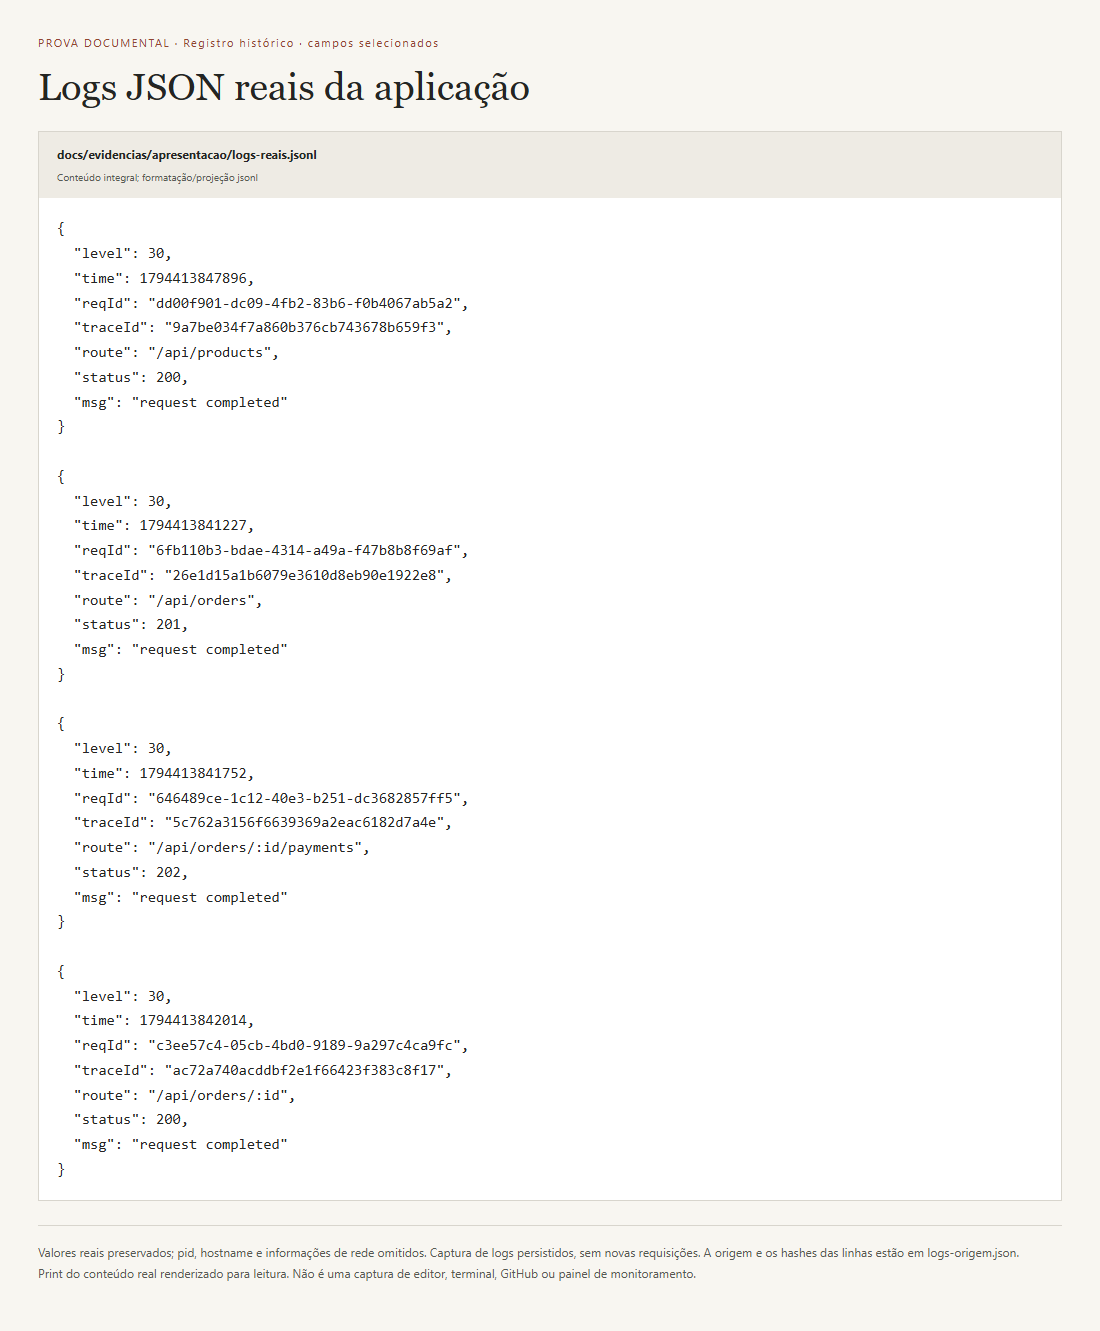 PROVA DOCUMENTAL · Registro histórico · campos selecionados
Logs JSON reais da aplicação
docs/evidencias/apresentacao/logs-reais.jsonl
Conteúdo integral; formatação/projeção jsonl
{
  "level": 30,
  "time": 1794413847896,
  "reqId": "dd00f901-dc09-4fb2-83b6-f0b4067ab5a2",
  "traceId": "9a7be034f7a860b376cb743678b659f3",
  "route": "/api/products",
  "status": 200,
  "msg": "request completed"
}
{
  "level": 30,
  "time": 1794413841227,
  "reqId": "6fb110b3-bdae-4314-a49a-f47b8b8f69af",
  "traceId": "26e1d15a1b6079e3610d8eb90e1922e8",
  "route": "/api/orders",
  "status": 201,
  "msg": "request completed"
}
{
  "level": 30,
  "time": 1794413841752,
  "reqId": "646489ce-1c12-40e3-b251-dc3682857ff5",
  "traceId": "5c762a3156f6639369a2eac6182d7a4e",
  "route": "/api/orders/:id/payments",
  "status": 202,
  "msg": "request completed"
}
{
  "level": 30,
  "time": 1794413842014,
  "reqId": "c3ee57c4-05cb-4bd0-9189-9a297c4ca9fc",
  "traceId": "ac72a740acddbf2e1f66423f383c8f17",
  "route": "/api/orders/:id",
  "status": 200,
  "msg": "request completed"
}
Valores reais preservados; pid, hostname e informações de rede omitidos. Captura de logs persistidos, sem novas requisições. A origem e os hashes das linhas estão em logs-origem.json.
Print do conteúdo real renderizado para leitura. Não é uma captura de editor, terminal, GitHub ou painel de monitoramento.